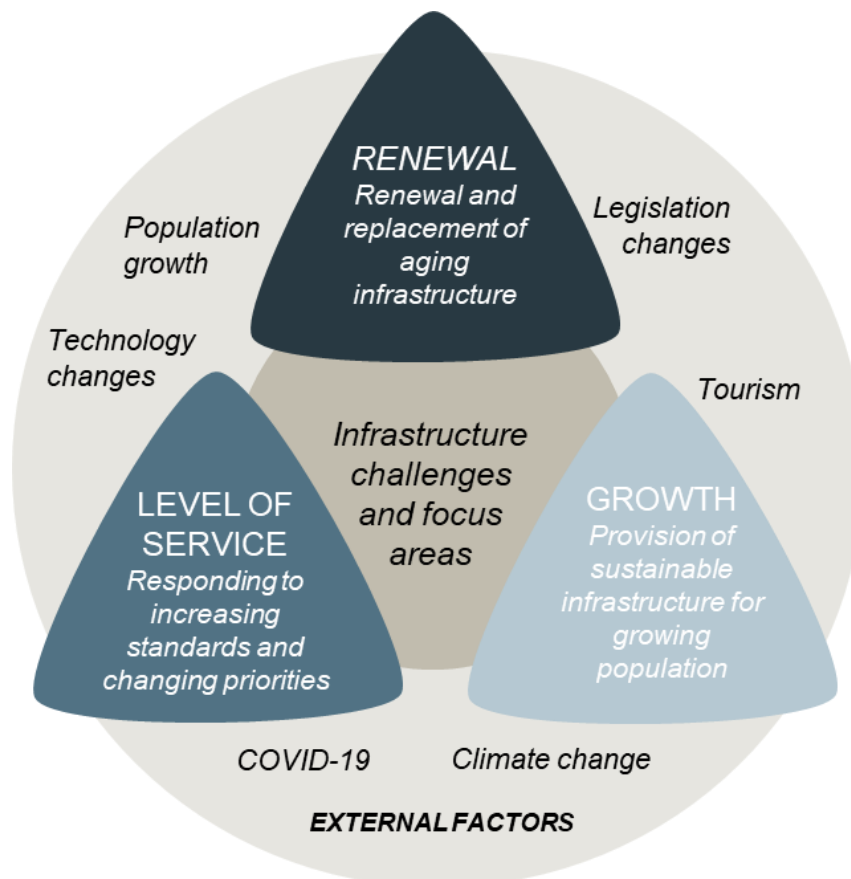 RENEWAL
Renewal and
replacement of
aging
infrastructure
Population
growth
Legislation
changes
Technology
changes
Tourism
Infrastructure
challenges
and focus
areas
LEVEL OF
SERVICE
Responding to
increasing
standards and
changing priorities
GROWTH
Provision of
sustainable
infrastructure for
growing
population
COVID-19
Climate change
EXTERNAL FACTORS